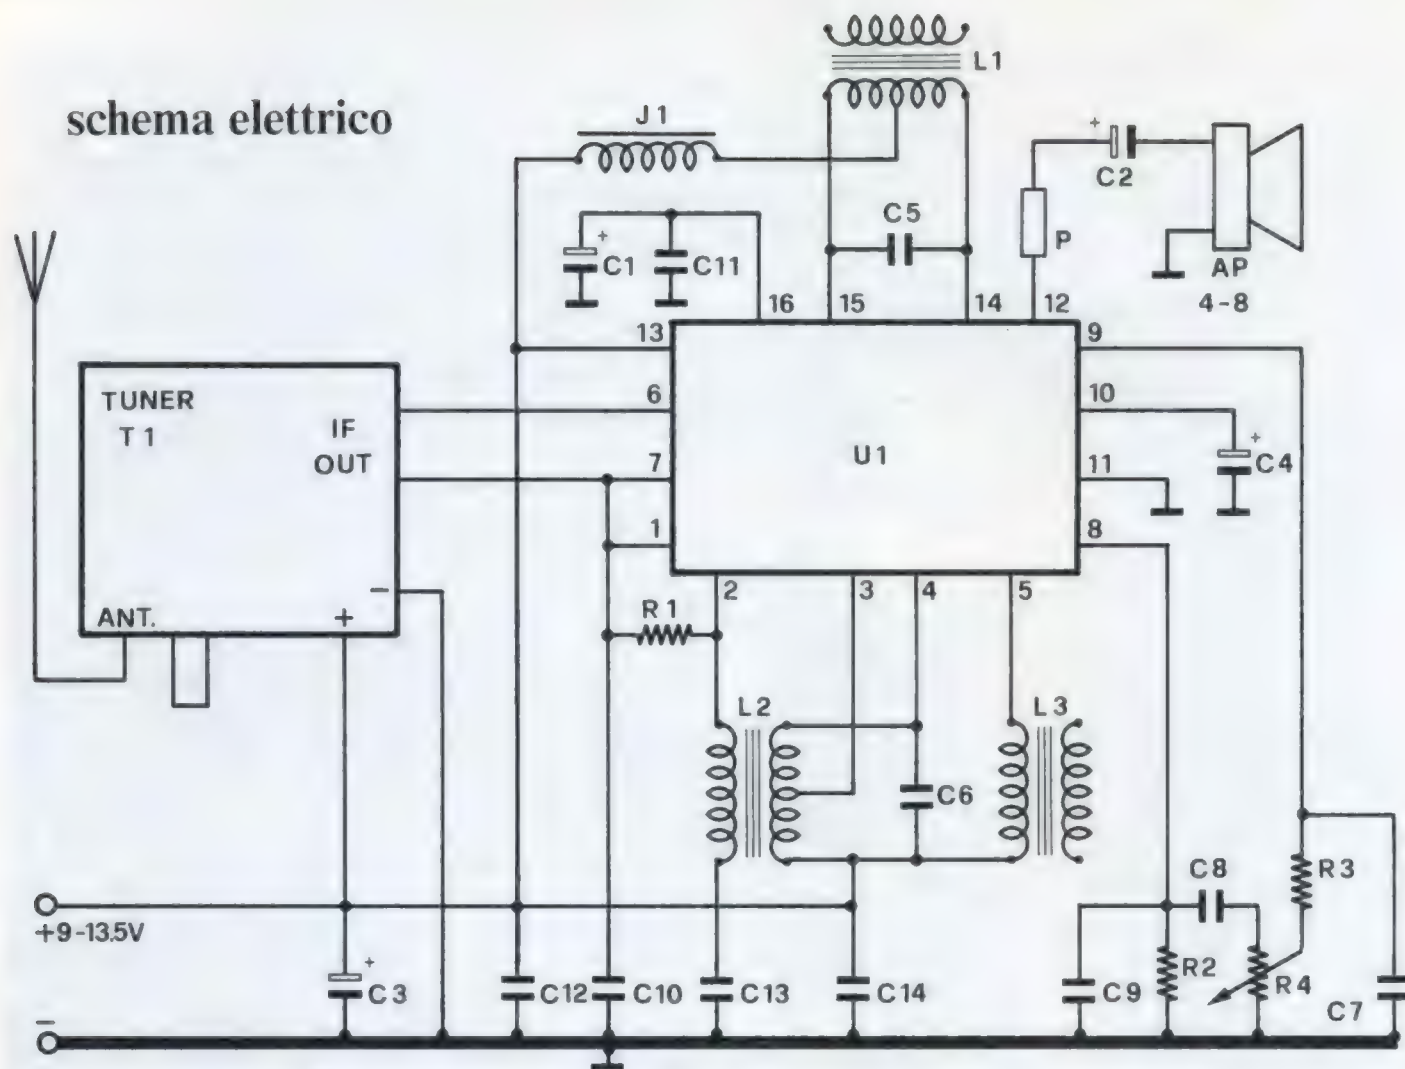 schema elettrico
L1
J1
+
C2
C5
P
AP
4-8
+
C1
C11
16
15
14
12
13
9
TUNER
T1
IF
OUT
6
10
U1
+
C4
7
11
1
8
ANT.
+
−
2
3
4
5
R1
L2
L3
C6
C8
R3
+9-13.5V
+
C3
C12
C10
C13
C14
C9
R2
R4
C7
−